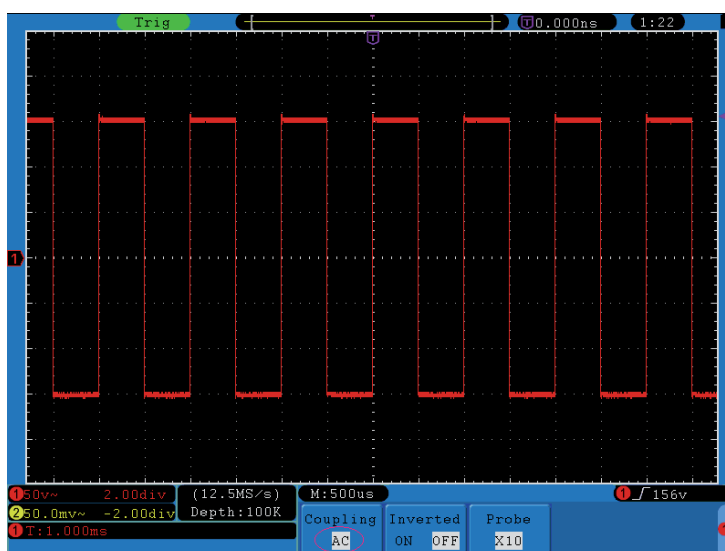 Trig T T 0.000ns 1:22
T
1
1 50v~ 2.00div (12.5MS/s) M:500us 1 156v
2 50.0mv~ -2.00div Depth:100K
1 T:1.000ms
Coupling Inverted Probe
AC ON OFF X10